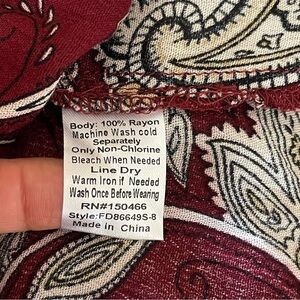 Body: 100% Rayon
Machine Wash cold
Separately
Only Non-Chlorine
Bleach When Needed
Line Dry
Warm Iron if Needed
Wash Once Before Wearing
RN#150466
Style:FD86649S-8
Made in China